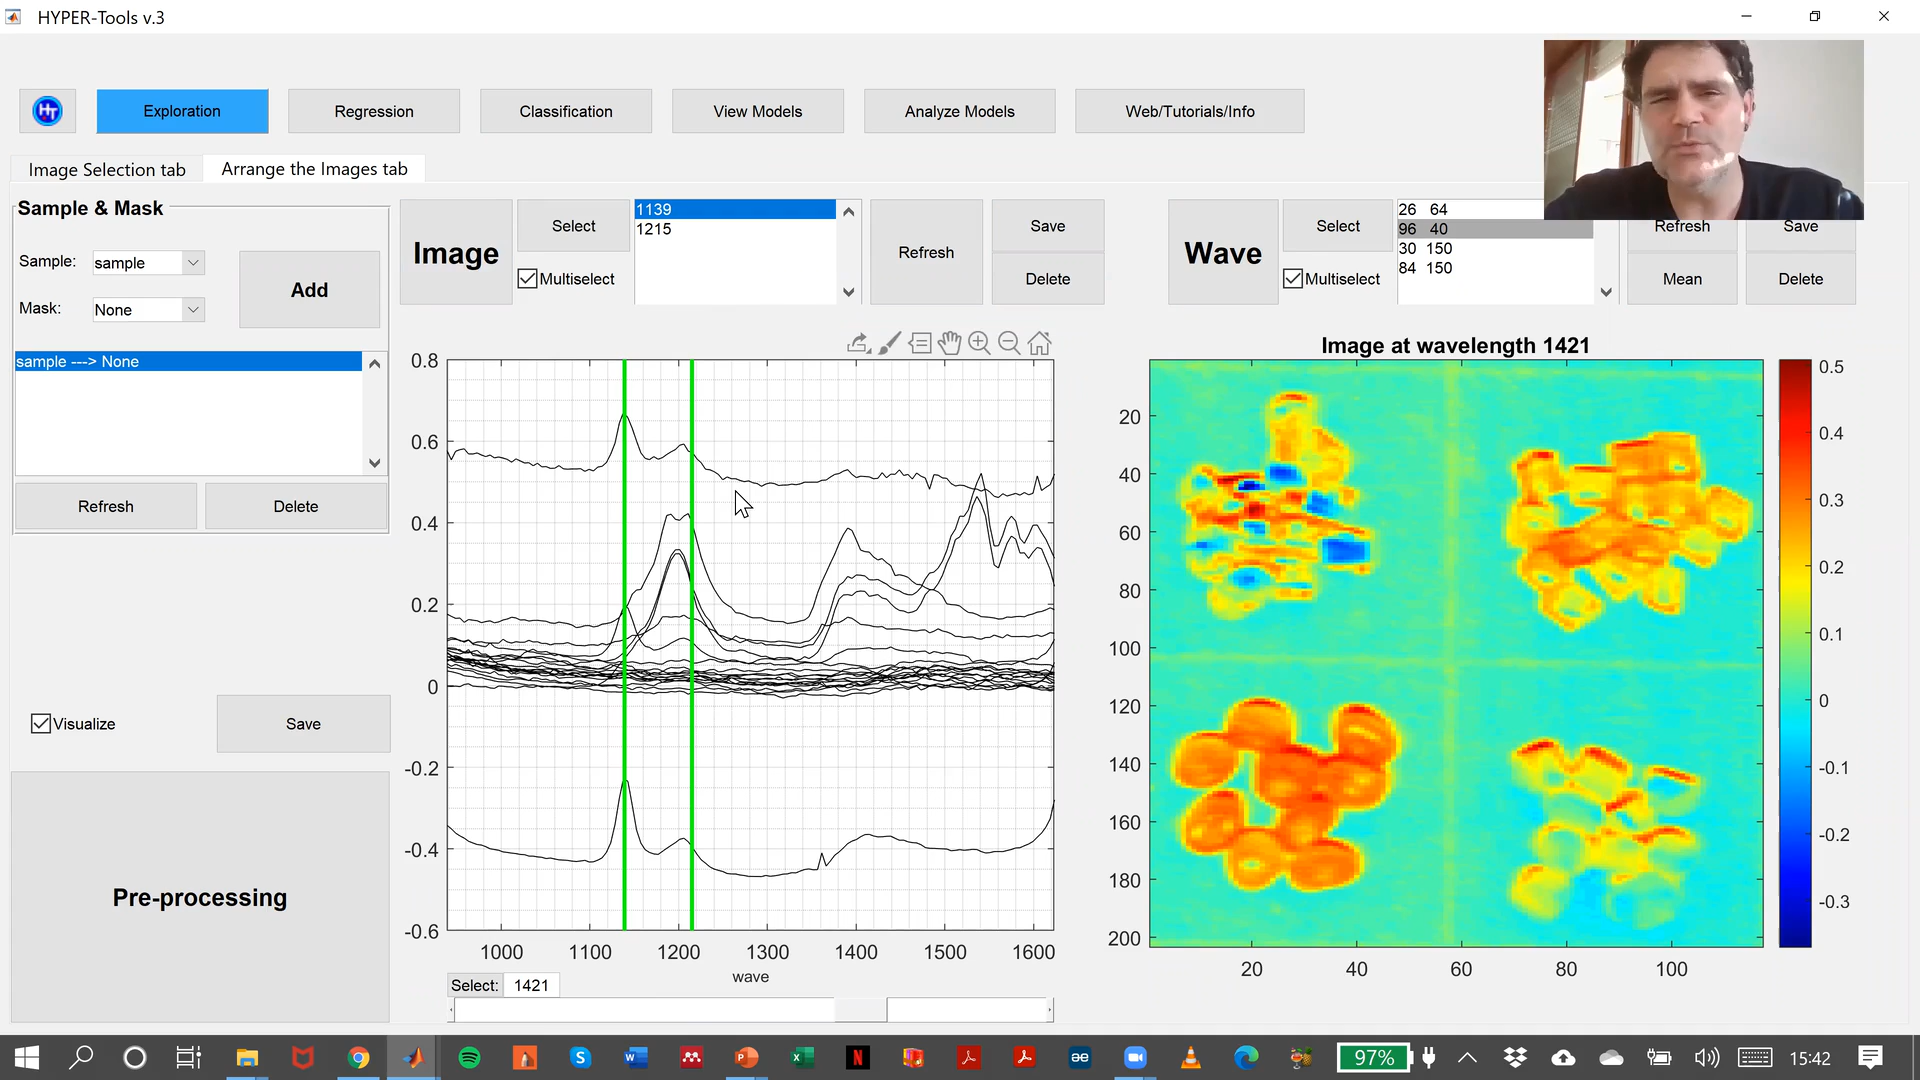 HYPER-Tools v.3
HT
Exploration
Regression
Classification
View Models
Analyze Models
Web/Tutorials/Info
Image Selection tab
Arrange the Images tab
Sample & Mask
Sample:
sample
Mask:
None
Add
sample ---> None
Refresh
Delete
Visualize
Save
Pre-processing
Image
Select
Multiselect
1139
1215
Refresh
Save
Delete
Wave
Select
Multiselect
26 64
96 40
30 150
84 150
Refresh
Save
Mean
Delete
0.8
0.6
0.4
0.2
0
-0.2
-0.4
-0.6
1000 1100 1200 1300 1400 1500 1600
wave
Select: 1421
Image at wavelength 1421
20
40
60
80
100
120
140
160
180
200
20 40 60 80 100
0.5
0.4
0.3
0.2
0.1
0
-0.1
-0.2
-0.3
97%
15:42